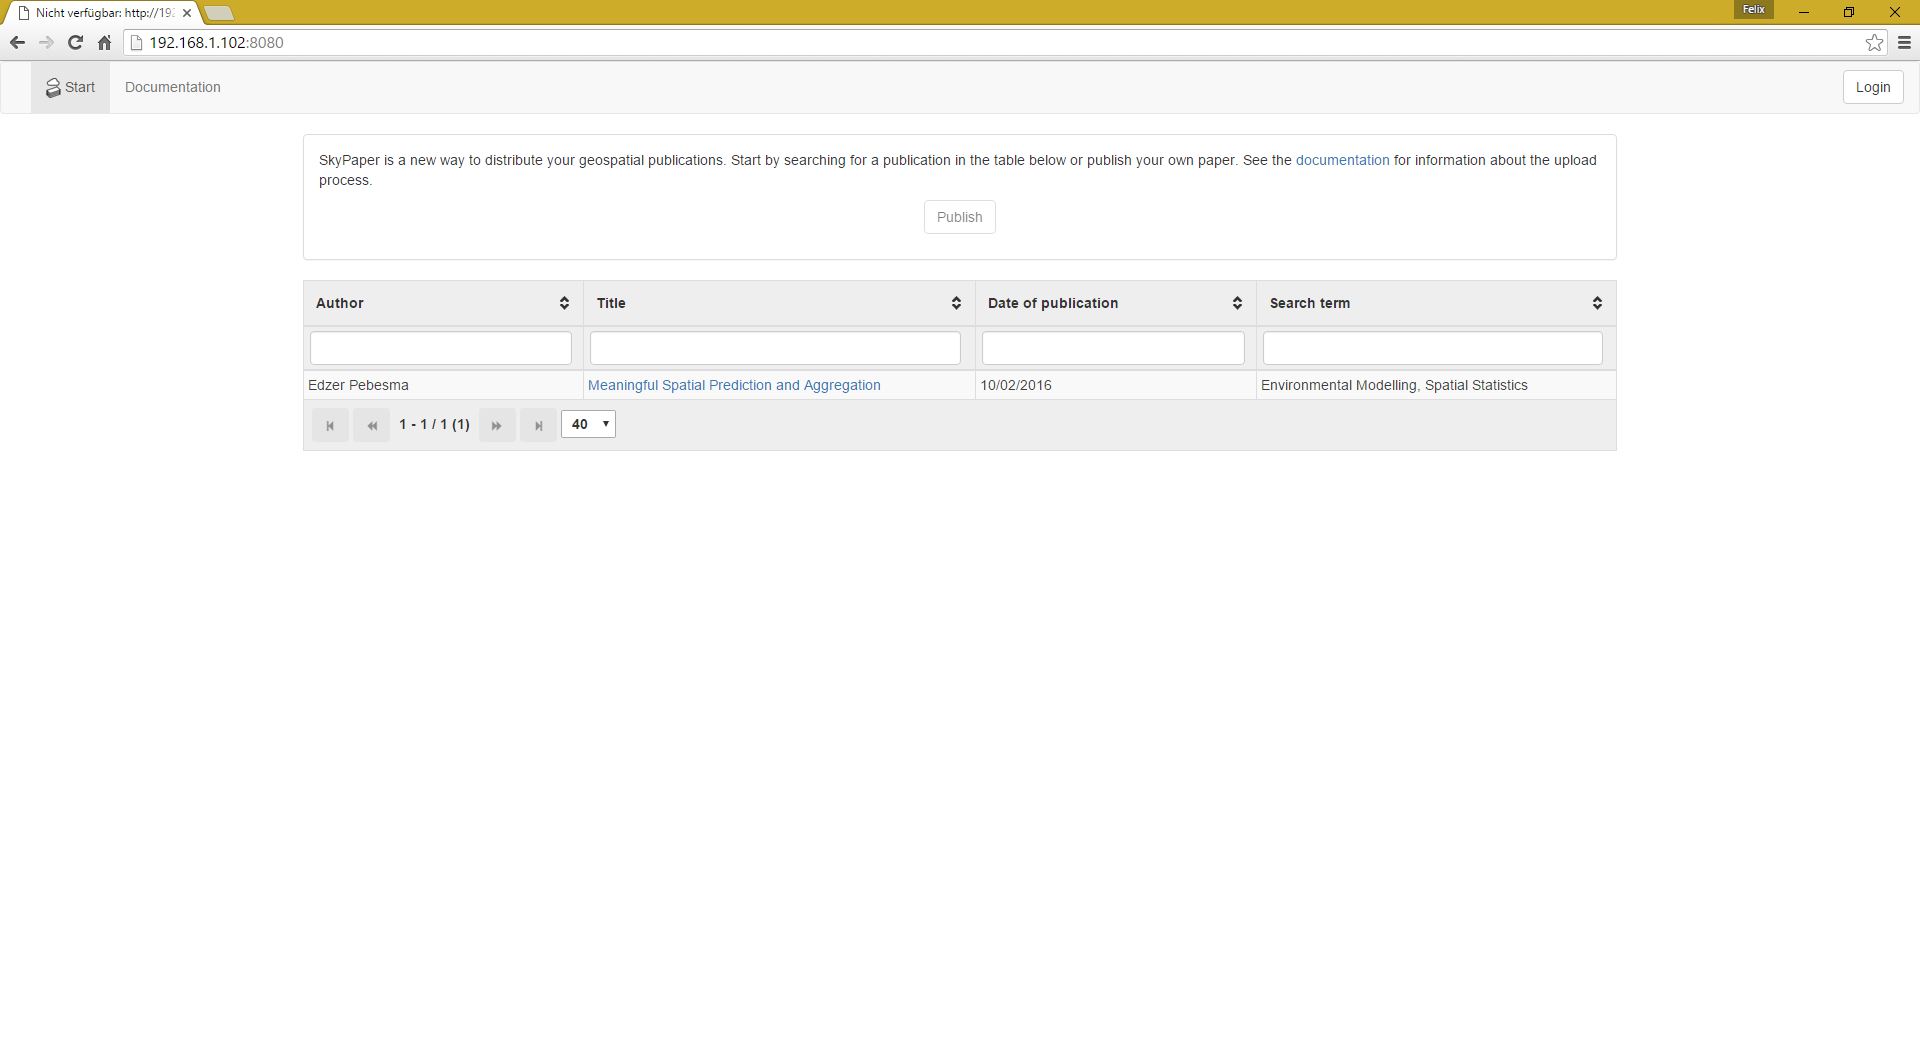 Nicht verfügbar: http://192
Felix
192.168.1.102:8080
Start
Documentation
Login
SkyPaper is a new way to distribute your geospatial publications. Start by searching for a publication in the table below or publish your own paper. See the documentation for information about the upload
process.
Publish
Author Title Date of publication Search term
Edzer Pebesma Meaningful Spatial Prediction and Aggregation 10/02/2016 Environmental Modelling, Spatial Statistics
1 - 1 / 1 (1) 40